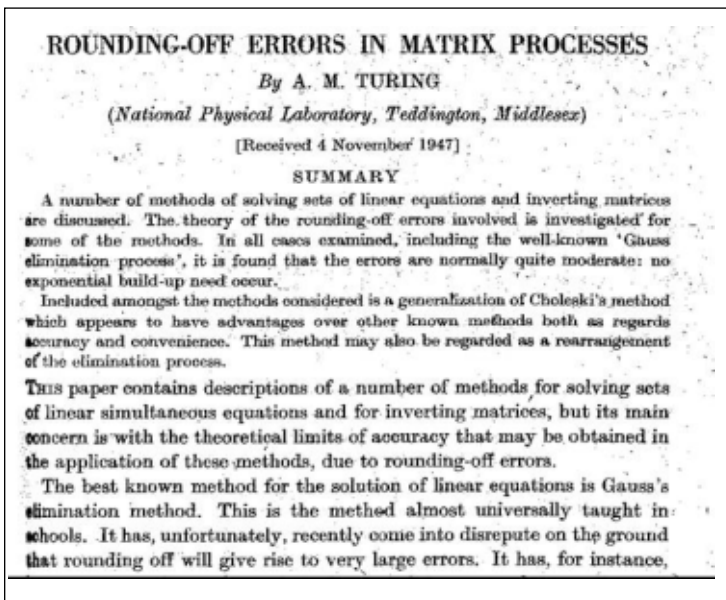 ROUNDING-OFF ERRORS IN MATRIX PROCESSES
By A. M. TURING
(National Physical Laboratory, Teddington, Middlesex)
[Received 4 November 1947]
SUMMARY
A number of methods of solving sets of linear equations and inverting matrices
are discussed. The theory of the rounding-off errors involved is investigated for
some of the methods. In all cases examined, including the well-known 'Gauss
elimination process', it is found that the errors are normally quite moderate: no
exponential build-up need occur.
Included amongst the methods considered is a generalization of Choleski's method
which appears to have advantages over other known methods both as regards
accuracy and convenience. This method may also be regarded as a rearrangement
of the elimination process.
THIS paper contains descriptions of a number of methods for solving sets
of linear simultaneous equations and for inverting matrices, but its main
concern is with the theoretical limits of accuracy that may be obtained in
the application of these methods, due to rounding-off errors.
The best known method for the solution of linear equations is Gauss's
elimination method. This is the method almost universally taught in
schools. It has, unfortunately, recently come into disrepute on the ground
that rounding off will give rise to very large errors. It has, for instance,